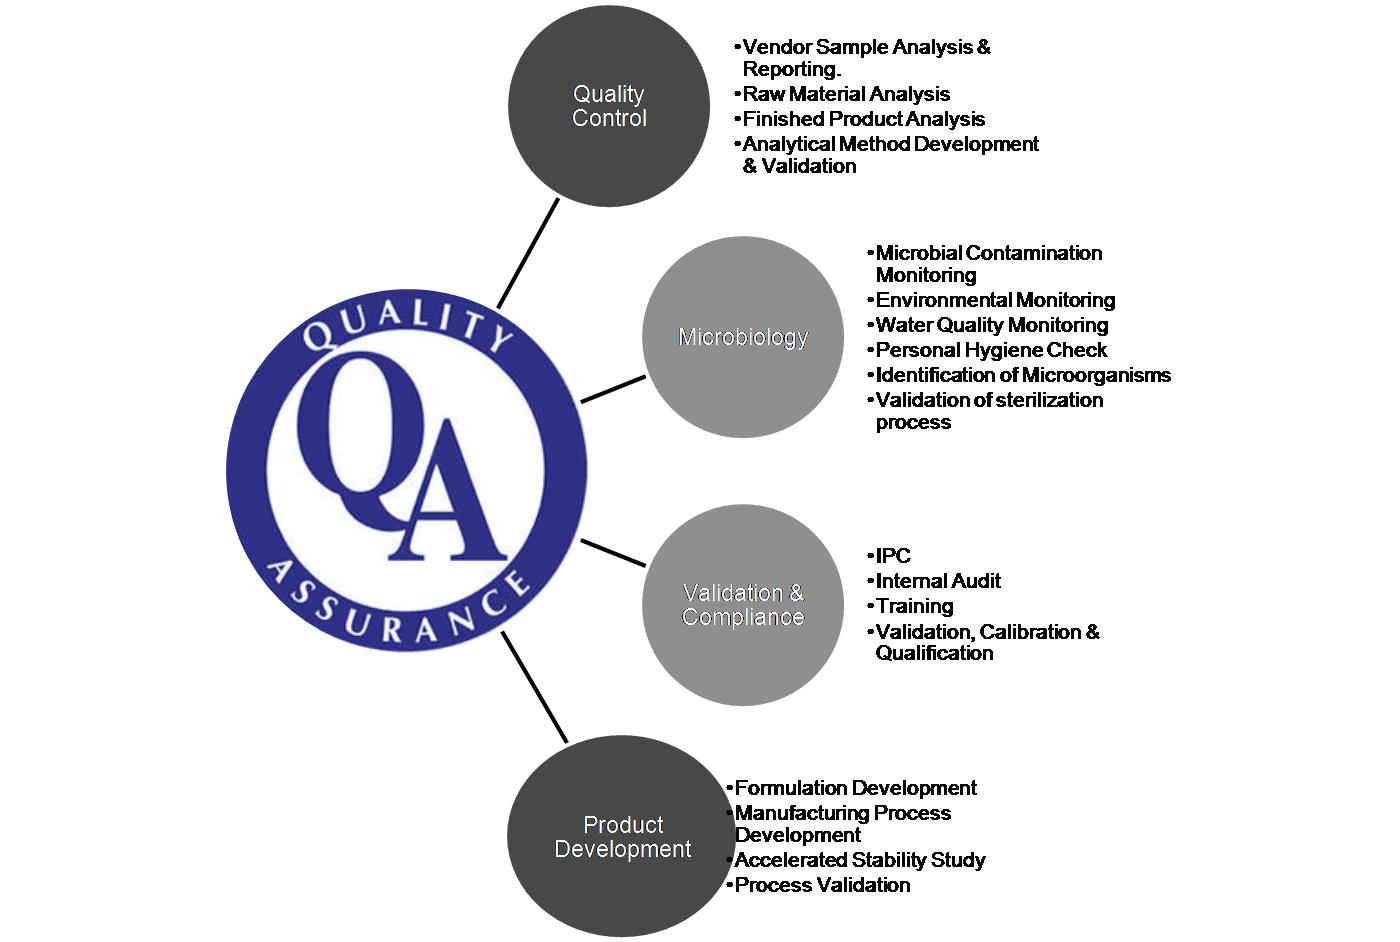 QUALITY
QA
ASSURANCE
Quality
Control
•Vendor Sample Analysis &
Reporting.
•Raw Material Analysis
•Finished Product Analysis
•Analytical Method Development
& Validation
Microbiology
•Microbial Contamination
Monitoring
•Environmental Monitoring
•Water Quality Monitoring
•Personal Hygiene Check
•Identification of Microorganisms
•Validation of sterilization
process
Validation &
Compliance
•IPC
•Internal Audit
•Training
•Validation, Calibration &
Qualification
Product
Development
•Formulation Development
•Manufacturing Process
Development
•Accelerated Stability Study
•Process Validation